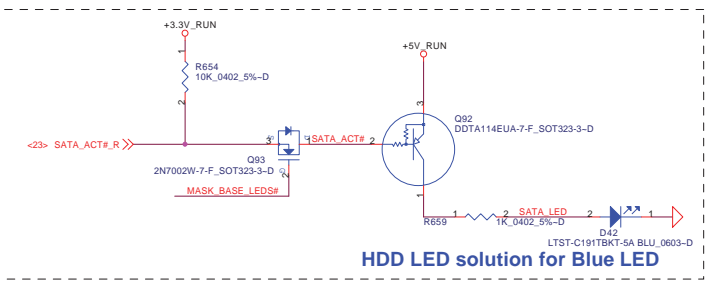 +3.3V_RUN
+5V_RUN
1
R654
10K_0402_5%~D
2
3
Q92
DDTA114EUA-7-F_SOT323-3~D
<23> SATA_ACT#_R
3
1
SATA_ACT#
2
Q93
2N7002W-7-F_SOT323-3~D
2
MASK_BASE_LEDS#
1
R659
1
2
1K_0402_5%~D
SATA_LED
2
1
D42
LTST-C191TBKT-5A BLU_0603~D
HDD LED solution for Blue LED